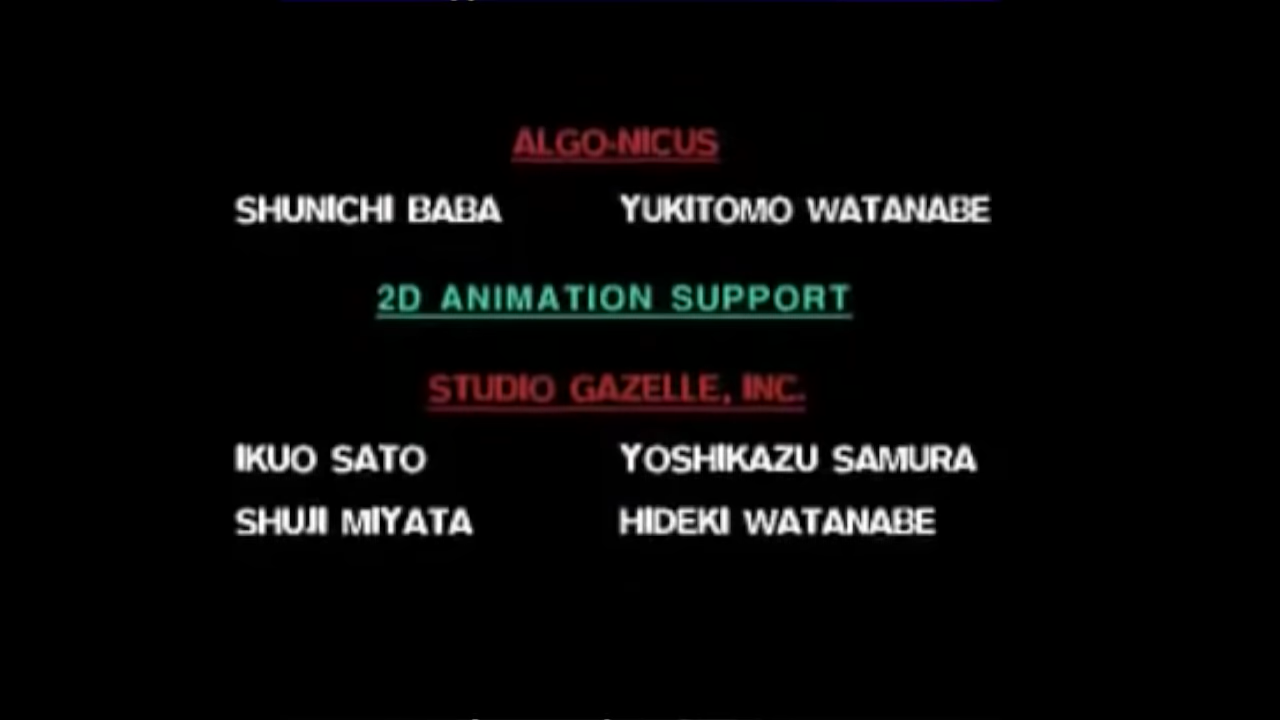 ALGO-NICUS
SHUNICHI BABA YUKITOMO WATANABE
2D ANIMATION SUPPORT
STUDIO GAZELLE, INC.
IKUO SATO YOSHIKAZU SAMURA
SHUJI MIYATA HIDEKI WATANABE